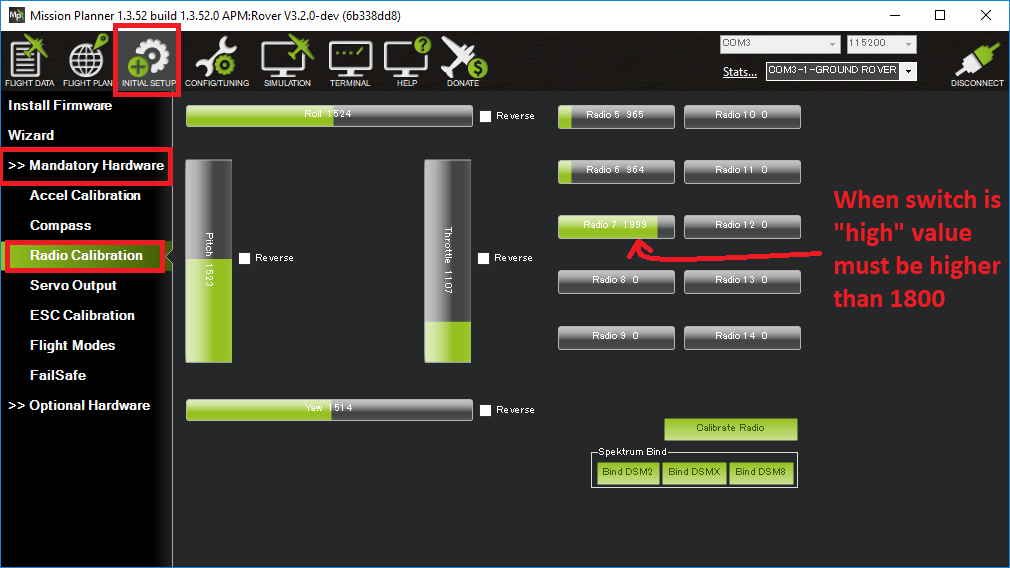 Mission Planner 1.3.52 build 1.3.52.0 APM:Rover V3.2.0-dev (6b338dd8)
FLIGHT DATA
FLIGHT PLAN
INITIAL SETUP
CONFIG/TUNING
SIMULATION
TERMINAL
HELP
DONATE
COM3
115200
Stats...
COM3-1-GROUND ROVER
DISCONNECT
Install Firmware
Wizard
>> Mandatory Hardware
Accel Calibration
Compass
Radio Calibration
Servo Output
ESC Calibration
Flight Modes
FailSafe
>> Optional Hardware
Roll 1524
Reverse
Pitch 1523
Reverse
Throttle 1107
Reverse
Yaw 1514
Reverse
Radio 5 965
Radio 10 0
Radio 6 964
Radio 11 0
Radio 7 1999
Radio 12 0
Radio 8 0
Radio 13 0
Radio 9 0
Radio 14 0
When switch is
"high" value
must be higher
than 1800
Calibrate Radio
Spektrum Bind
Bind DSM2
Bind DSMX
Bind DSM8